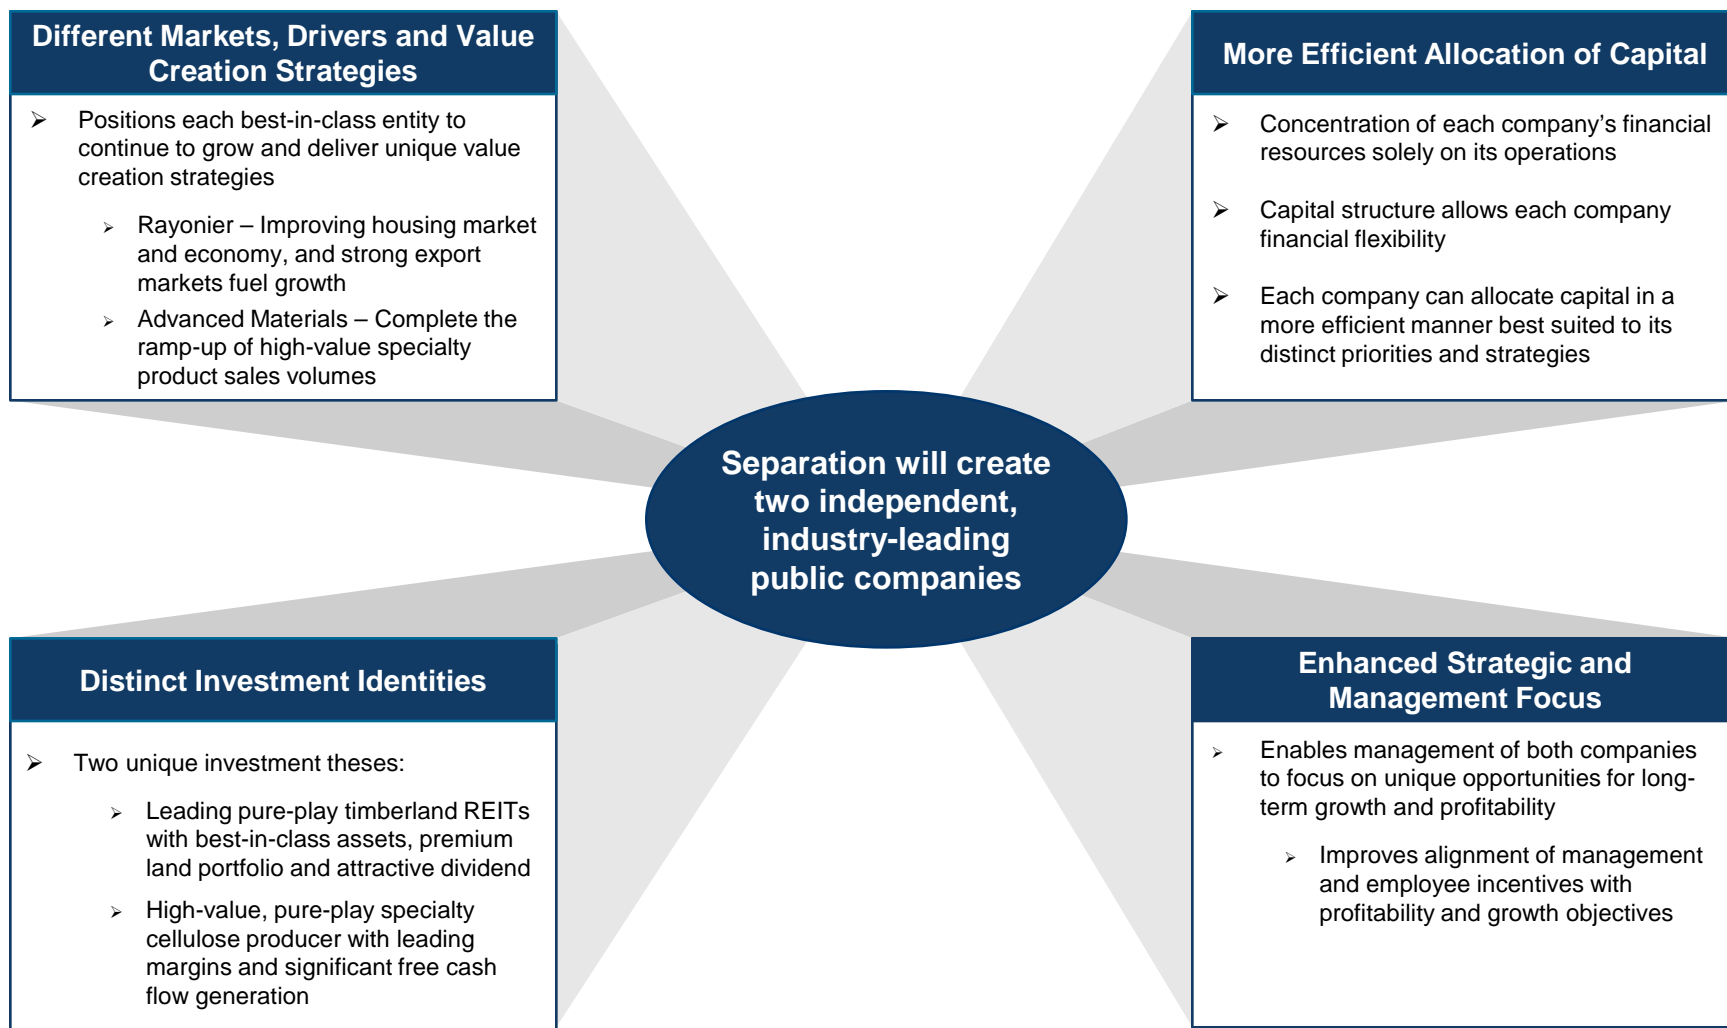 Different Markets, Drivers and Value
Creation Strategies
➢ Positions each best-in-class entity to
continue to grow and deliver unique value
creation strategies
➢ Rayonier – Improving housing market
and economy, and strong export
markets fuel growth
➢ Advanced Materials – Complete the
ramp-up of high-value specialty
product sales volumes
More Efficient Allocation of Capital
➢ Concentration of each company’s financial
resources solely on its operations
➢ Capital structure allows each company
financial flexibility
➢ Each company can allocate capital in a
more efficient manner best suited to its
distinct priorities and strategies
Separation will create
two independent,
industry-leading
public companies
Distinct Investment Identities
➢ Two unique investment theses:
➢ Leading pure-play timberland REITs
with best-in-class assets, premium
land portfolio and attractive dividend
➢ High-value, pure-play specialty
cellulose producer with leading
margins and significant free cash
flow generation
Enhanced Strategic and
Management Focus
➢ Enables management of both companies
to focus on unique opportunities for long-
term growth and profitability
➢ Improves alignment of management
and employee incentives with
profitability and growth objectives